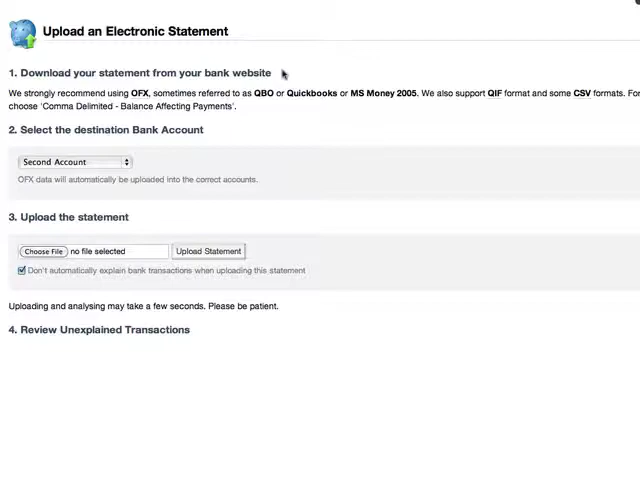 Upload an Electronic Statement
1. Download your statement from your bank website
We strongly recommend using OFX, sometimes referred to as QBO or Quickbooks or MS Money 2005. We also support QIF format and some CSV formats. For
choose 'Comma Delimited - Balance Affecting Payments'.
2. Select the destination Bank Account
Second Account
OFX data will automatically be uploaded into the correct accounts.
3. Upload the statement
Choose File no file selected Upload Statement
Don't automatically explain bank transactions when uploading this statement
Uploading and analysing may take a few seconds. Please be patient.
4. Review Unexplained Transactions